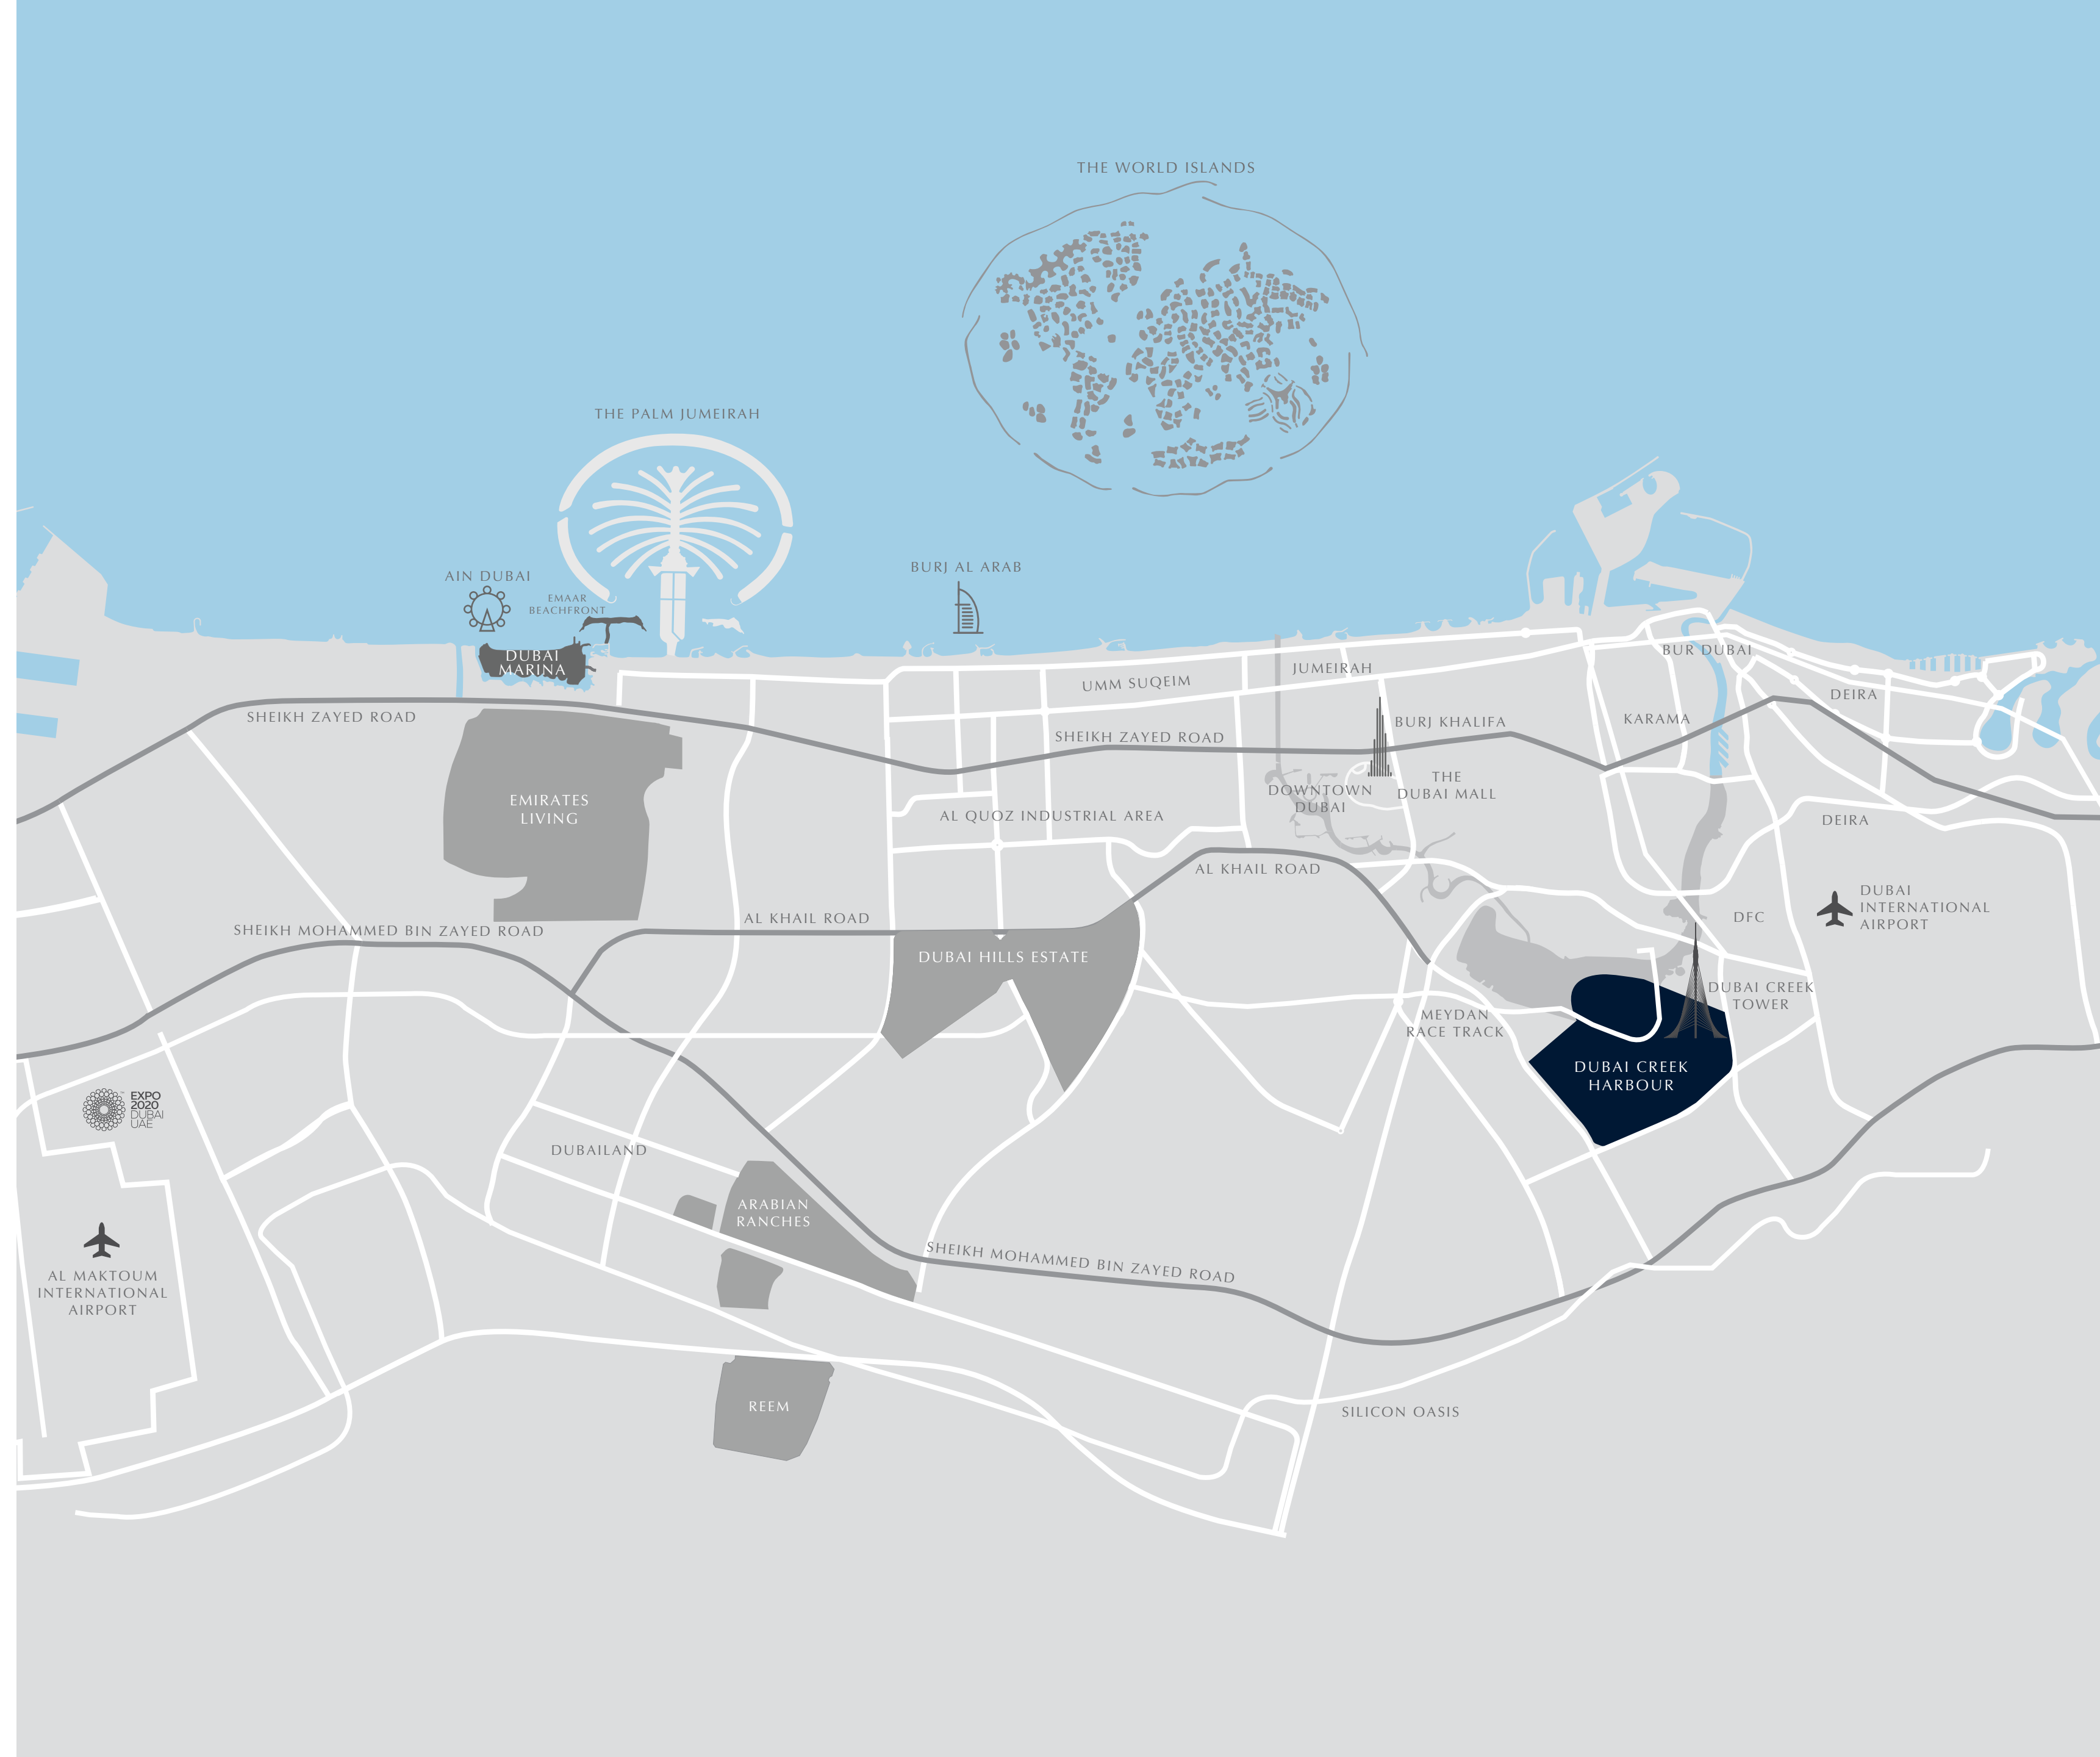 THE WORLD ISLANDS
THE PALM JUMEIRAH
BURJ AL ARAB
AIN DUBAI
EMAAR
BEACHFRONT
DUBAI
MARINA
JUMEIRAH
BUR DUBAI
UMM SUQEIM
DEIRA
SHEIKH ZAYED ROAD
KARAMA
BURJ KHALIFA
SHEIKH ZAYED ROAD
THE
DUBAI MALL
DOWNTOWN
DUBAI
EMIRATES
LIVING
AL QUOZ INDUSTRIAL AREA
DEIRA
AL KHAIL ROAD
DUBAI
INTERNATIONAL
AIRPORT
DFC
AL KHAIL ROAD
SHEIKH MOHAMMED BIN ZAYED ROAD
DUBAI HILLS ESTATE
DUBAI CREEK
TOWER
MEYDAN
RACE TRACK
DUBAI CREEK
HARBOUR
EXPO
2020
DUBAI
UAE
DUBAILAND
ARABIAN
RANCHES
SHEIKH MOHAMMED BIN ZAYED ROAD
AL MAKTOUM
INTERNATIONAL
AIRPORT
REEM
SILICON OASIS